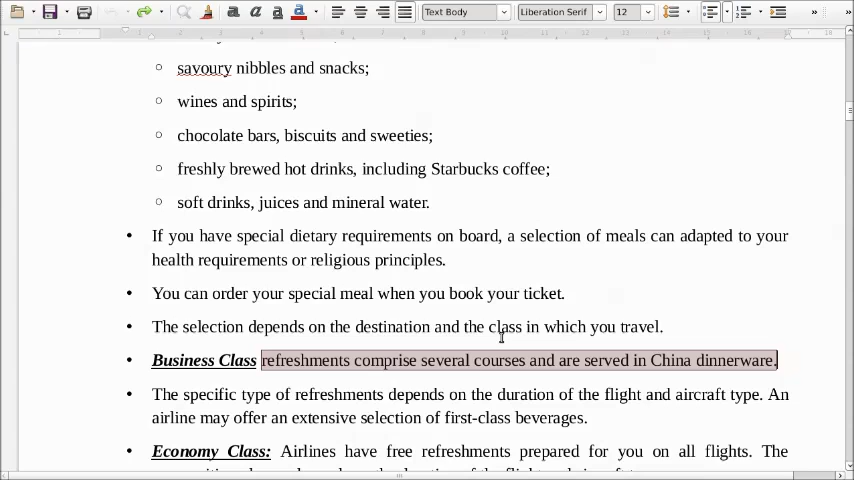 Text Body
Liberation Serif
12
savoury nibbles and snacks;
wines and spirits;
chocolate bars, biscuits and sweeties;
freshly brewed hot drinks, including Starbucks coffee;
soft drinks, juices and mineral water.
If you have special dietary requirements on board, a selection of meals can adapted to your
health requirements or religious principles.
You can order your special meal when you book your ticket.
The selection depends on the destination and the class in which you travel.
Business Class refreshments comprise several courses and are served in China dinnerware.
The specific type of refreshments depends on the duration of the flight and aircraft type. An
airline may offer an extensive selection of first-class beverages.
Economy Class: Airlines have free refreshments prepared for you on all flights. The